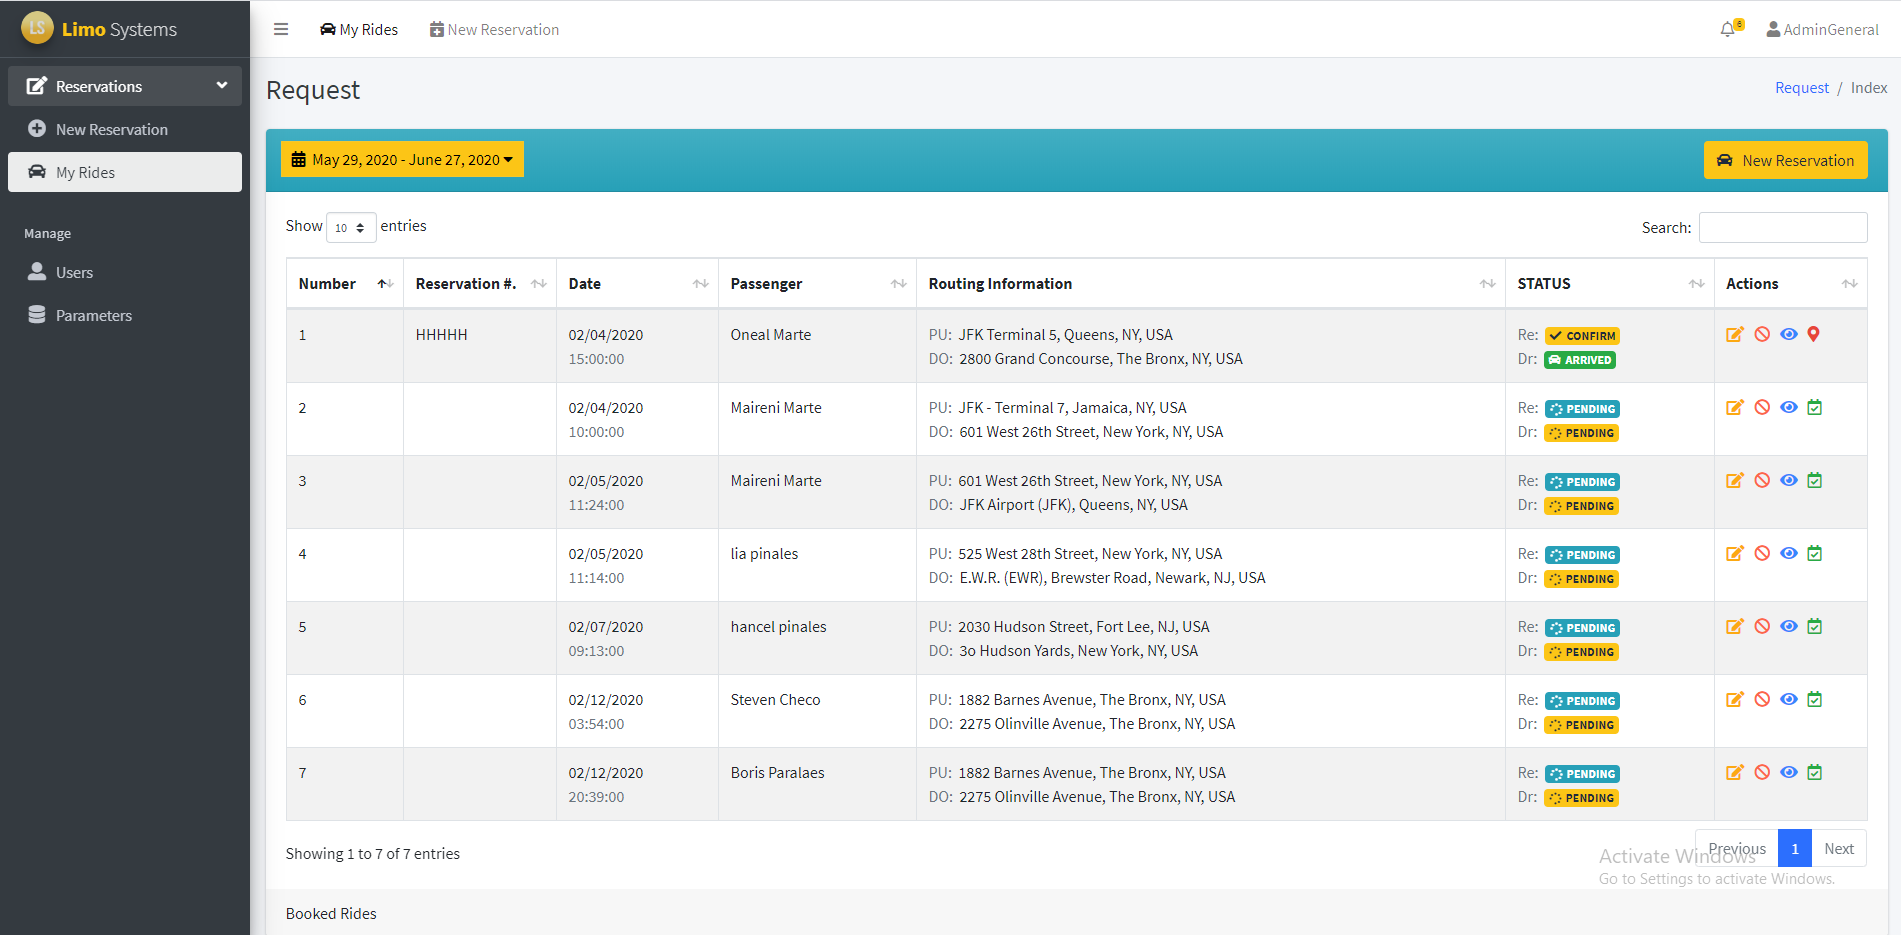 LS Limo Systems
My Rides
New Reservation
6
AdminGeneral
Reservations
New Reservation
My Rides
Manage
Users
Parameters
Request
Request / Index
May 29, 2020 - June 27, 2020
New Reservation
Show 10 entries
Search:
Number Reservation #. Date Passenger Routing Information STATUS Actions
1 HHHHH 02/04/2020 Oneal Marte PU: JFK Terminal 5, Queens, NY, USA Re: CONFIRM
15:00:00 DO: 2800 Grand Concourse, The Bronx, NY, USA Dr: ARRIVED
2 02/04/2020 Maireni Marte PU: JFK - Terminal 7, Jamaica, NY, USA Re: PENDING
10:00:00 DO: 601 West 26th Street, New York, NY, USA Dr: PENDING
3 02/05/2020 Maireni Marte PU: 601 West 26th Street, New York, NY, USA Re: PENDING
11:24:00 DO: JFK Airport (JFK), Queens, NY, USA Dr: PENDING
4 02/05/2020 lia pinales PU: 525 West 28th Street, New York, NY, USA Re: PENDING
11:14:00 DO: E.W.R. (EWR), Brewster Road, Newark, NJ, USA Dr: PENDING
5 02/07/2020 hancel pinales PU: 2030 Hudson Street, Fort Lee, NJ, USA Re: PENDING
09:13:00 DO: 3o Hudson Yards, New York, NY, USA Dr: PENDING
6 02/12/2020 Steven Checo PU: 1882 Barnes Avenue, The Bronx, NY, USA Re: PENDING
03:54:00 DO: 2275 Olinville Avenue, The Bronx, NY, USA Dr: PENDING
7 02/12/2020 Boris Paralaes PU: 1882 Barnes Avenue, The Bronx, NY, USA Re: PENDING
20:39:00 DO: 2275 Olinville Avenue, The Bronx, NY, USA Dr: PENDING
Showing 1 to 7 of 7 entries
Previous 1 Next
Activate Windows
Go to Settings to activate Windows.
Booked Rides